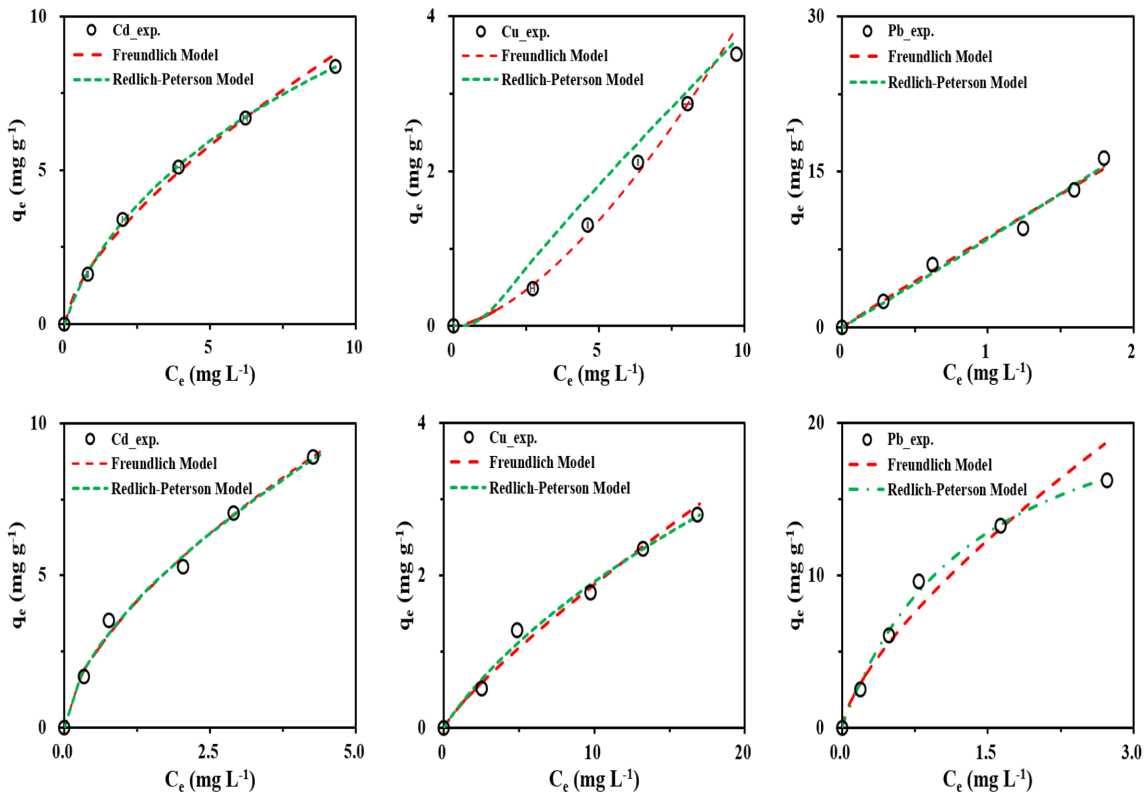 10
Cd_exp.
Freundlich Model
Redlich-Peterson Model
5
0
0
5
10
qₑ (mg g⁻¹)
Cₑ (mg L⁻¹)
4
Cu_exp.
Freundlich Model
Redlich-Peterson Model
2
0
0
5
10
qₑ (mg g⁻¹)
Cₑ (mg L⁻¹)
30
Pb_exp.
Freundlich Model
Redlich-Peterson Model
15
0
0
1
2
qₑ (mg g⁻¹)
Cₑ (mg L⁻¹)
10
Cd_exp.
Freundlich Model
Redlich-Peterson Model
5
0
0.0
2.5
5.0
qₑ (mg g⁻¹)
Cₑ (mg L⁻¹)
4
Cu_exp.
Freundlich Model
Redlich-Peterson Model
2
0
0
10
20
qₑ (mg g⁻¹)
Cₑ (mg L⁻¹)
20
Pb_exp.
Freundlich Model
Redlich-Peterson Model
10
0
0.0
1.5
3.0
qₑ (mg g⁻¹)
Cₑ (mg L⁻¹)